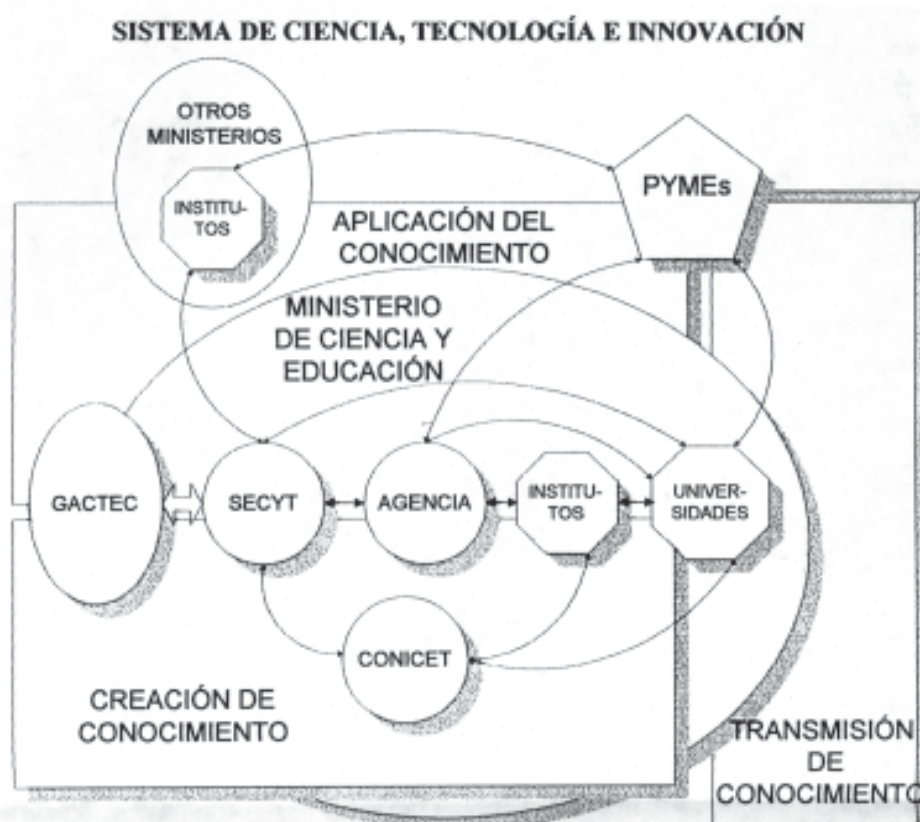 SISTEMA DE CIENCIA, TECNOLOGÍA E INNOVACIÓN
OTROS
MINISTERIOS
INSTITU-
TOS
PYMEs
APLICACIÓN DEL
CONOCIMIENTO
MINISTERIO
DE CIENCIA Y
EDUCACIÓN
GACTEC
SECYT
AGENCIA
INSTITU-
TOS
UNIVER-
SIDADES
CONICET
CREACIÓN DE
CONOCIMIENTO
TRANSMISIÓN
DE
CONOCIMIENTO